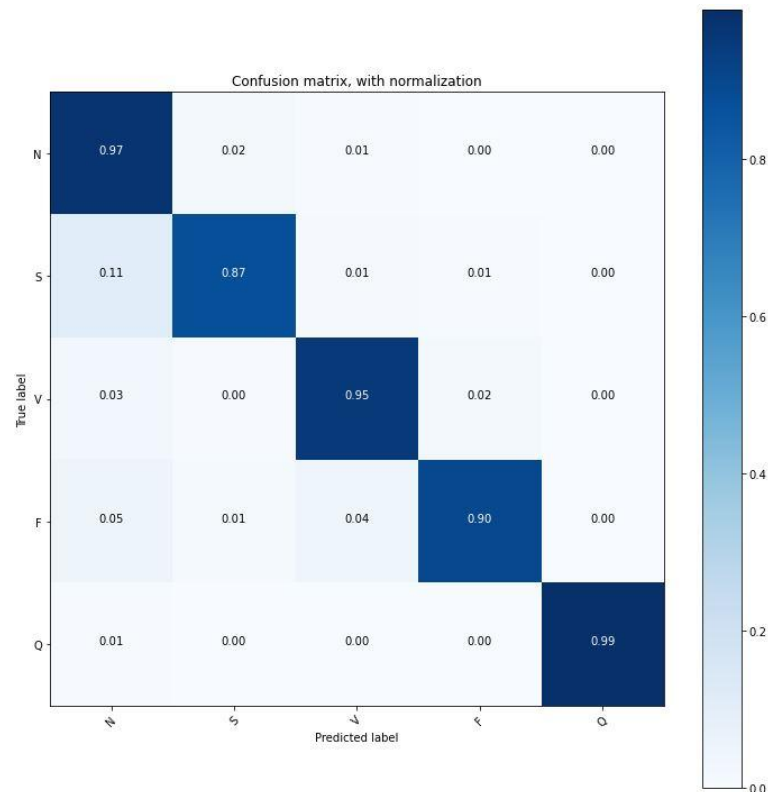 Confusion matrix, with normalization
N 0.97 0.02 0.01 0.00 0.00
S 0.11 0.87 0.01 0.01 0.00
V 0.03 0.00 0.95 0.02 0.00
F 0.05 0.01 0.04 0.90 0.00
Q 0.01 0.00 0.00 0.00 0.99
N S V F Q
True label
Predicted label
0.8
0.6
0.4
0.2
0.0